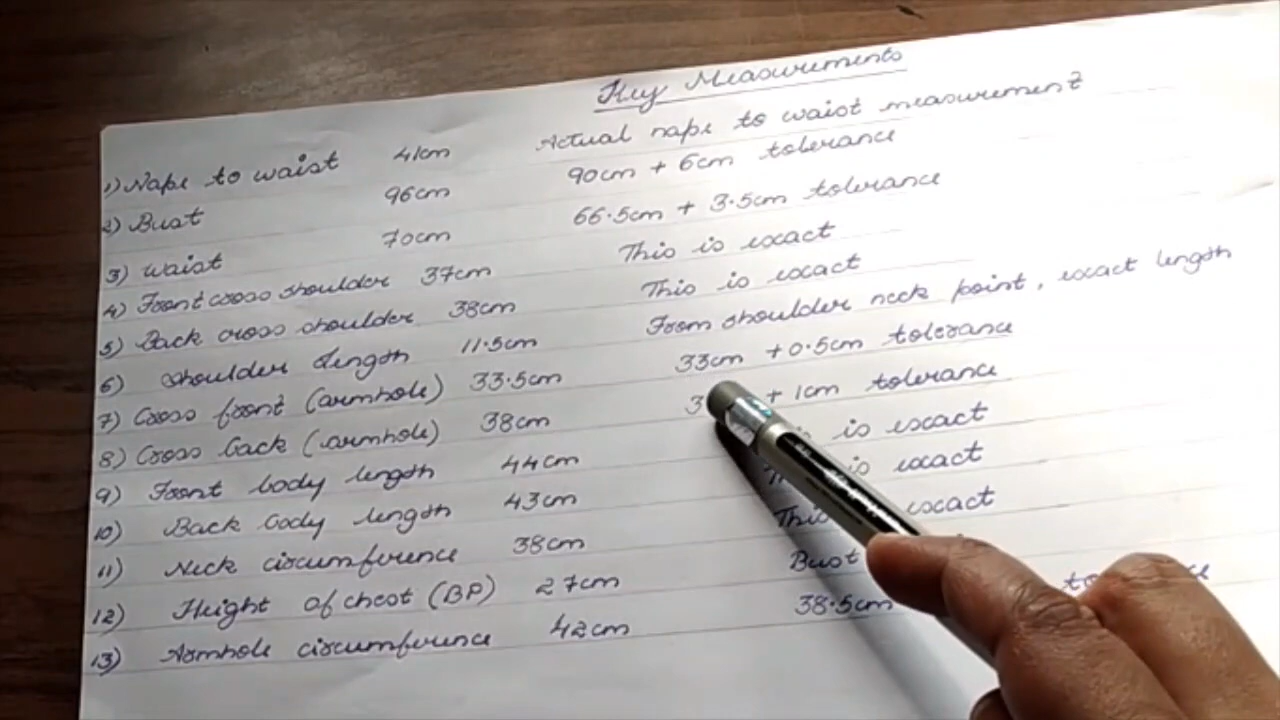 Key Measurements
1) Nape to waist 41cm Actual nape to waist measurement
2) Bust 96cm 90cm + 6cm tolerance
3) Waist 70cm 66.5cm + 3.5cm tolerance
4) Front cross shoulder 37cm This is exact
5) Back cross shoulder 38cm This is exact
6) Shoulder length 11.5cm From shoulder neck point, exact length
7) Cross front (armhole) 33.5cm 33cm +0.5cm tolerance
8) Cross back (armhole) 38cm + 1cm tolerance
9) Front body length 44cm is exact
10) Back body length 43cm is exact
11) Neck circumference 38cm This exact
12) Height of chest (BP) 27cm Bust
13) Armhole circumference 42cm 38.5cm